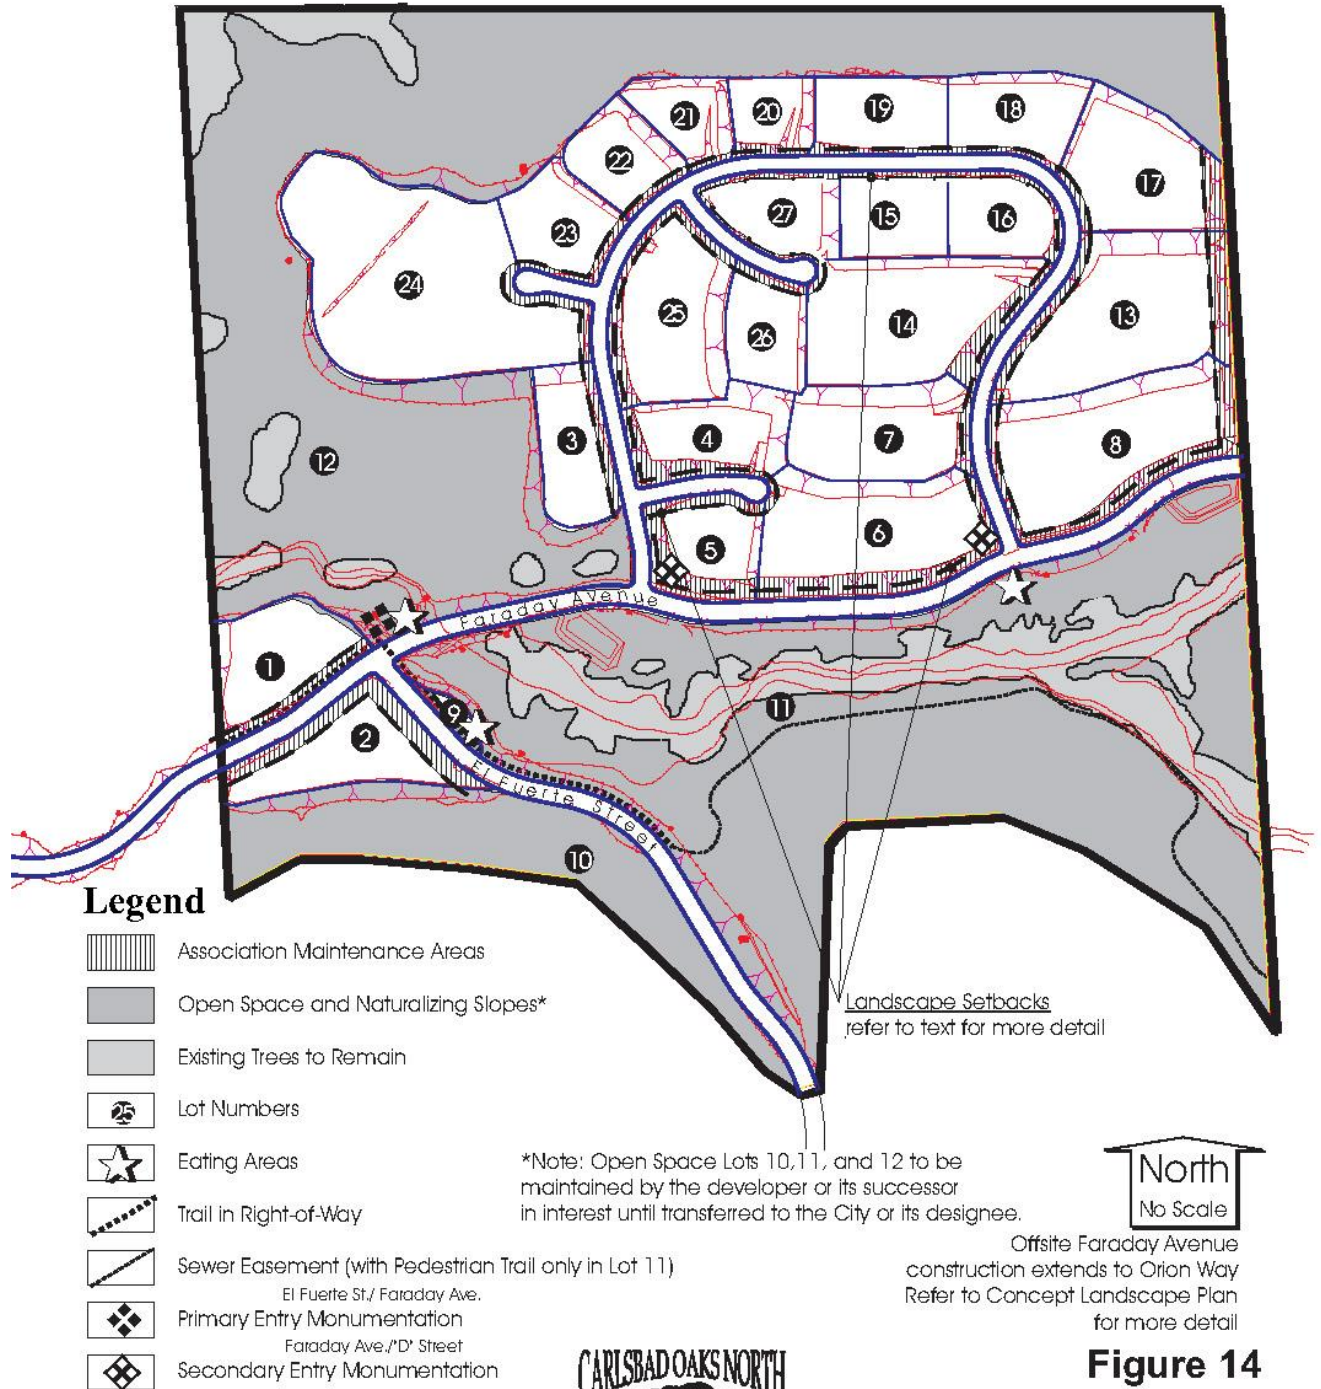 21
20
19
18
22
17
27
15
16
23
24
25
14
13
26
3
4
7
8
12
5
6
Faraday Avenue
1
9
11
2
El Fuerte Street
10
Legend
Association Maintenance Areas
Open Space and Naturalizing Slopes*
Existing Trees to Remain
25
Lot Numbers
Eating Areas
Trail in Right-of-Way
Sewer Easement (with Pedestrian Trail only in Lot 11)
El Fuerte St./ Faraday Ave.
Primary Entry Monumentation
Faraday Ave./"D" Street
Secondary Entry Monumentation
Landscape Setbacks
refer to text for more detail
*Note: Open Space Lots 10,11, and 12 to be
maintained by the developer or its successor
in interest until transferred to the City or its designee.
North
No Scale
Offsite Faraday Avenue
construction extends to Orion Way
Refer to Concept Landscape Plan
for more detail
CARLSBAD OAKS NORTH
Figure 14